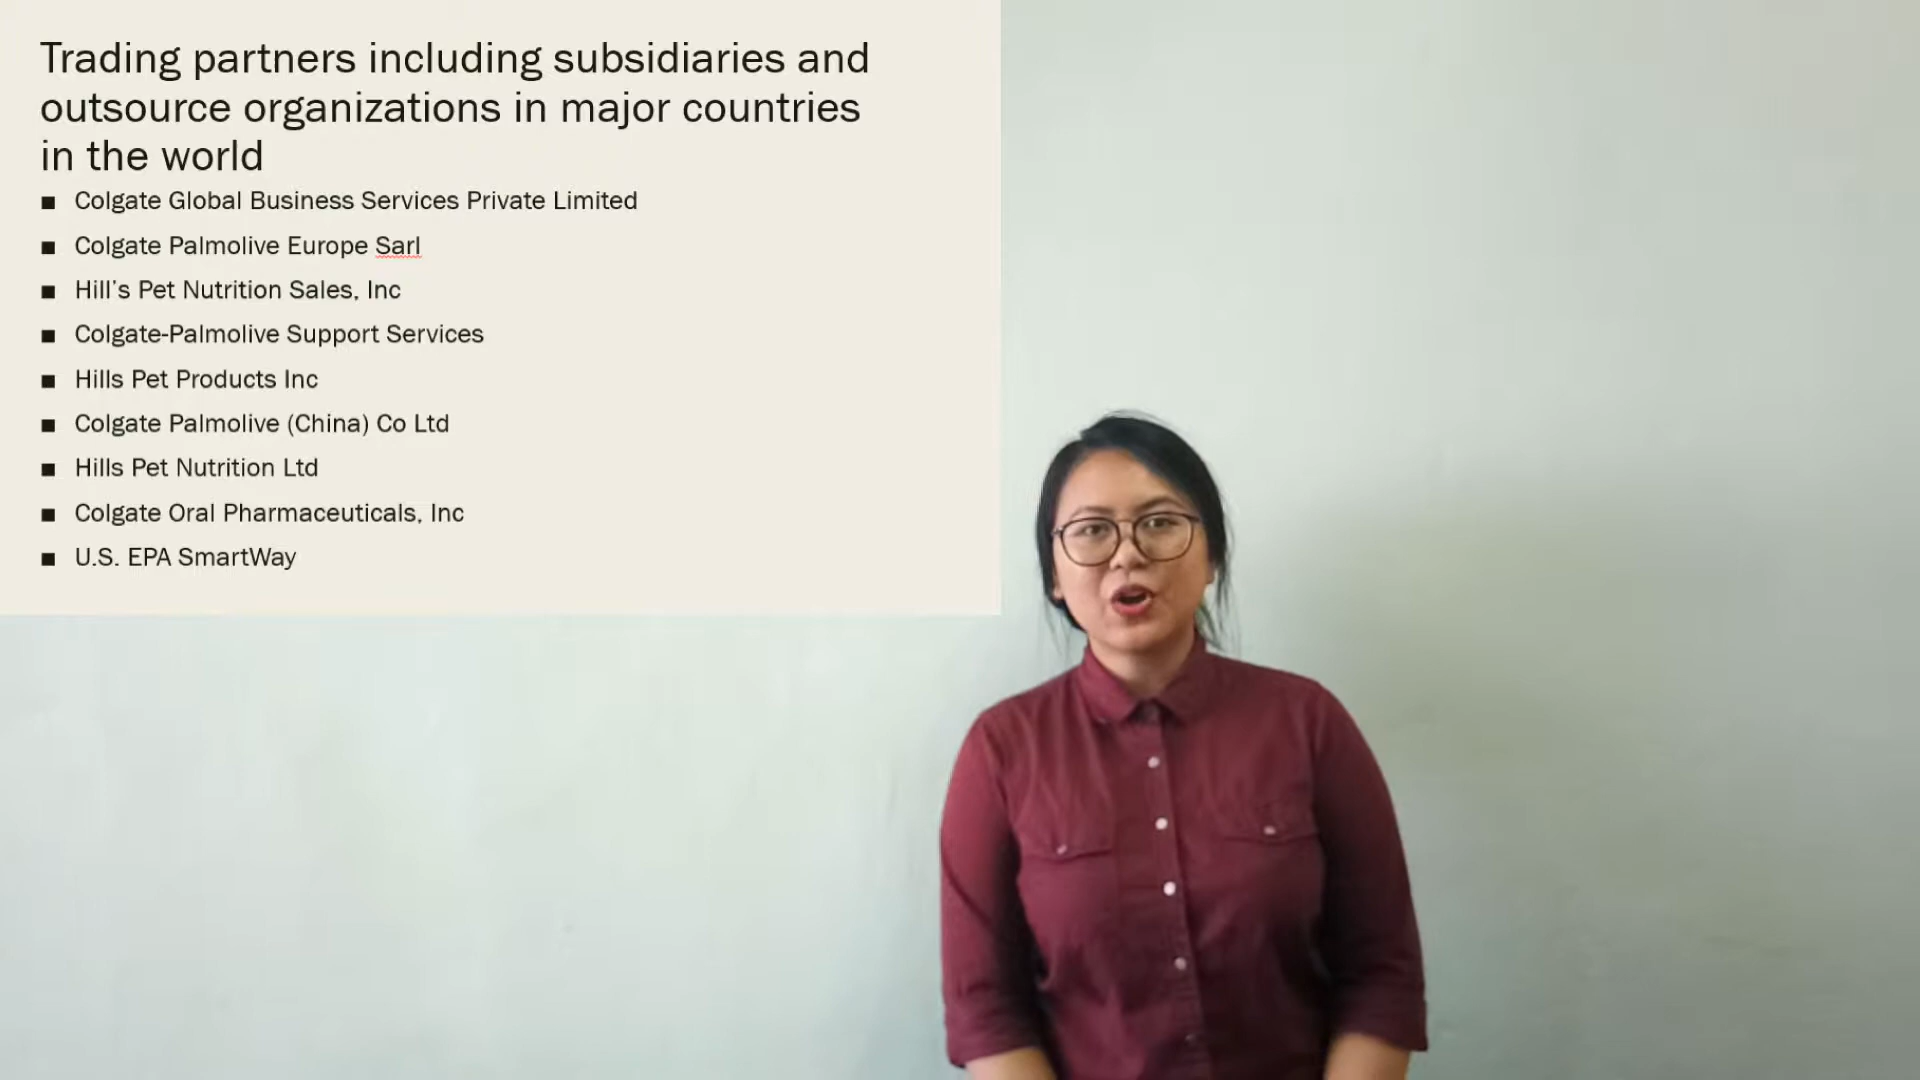 Trading partners including subsidiaries and
outsource organizations in major countries
in the world
■ Colgate Global Business Services Private Limited
■ Colgate Palmolive Europe Sarl
■ Hill's Pet Nutrition Sales, Inc
■ Colgate-Palmolive Support Services
■ Hills Pet Products Inc
■ Colgate Palmolive (China) Co Ltd
■ Hills Pet Nutrition Ltd
■ Colgate Oral Pharmaceuticals, Inc
■ U.S. EPA SmartWay